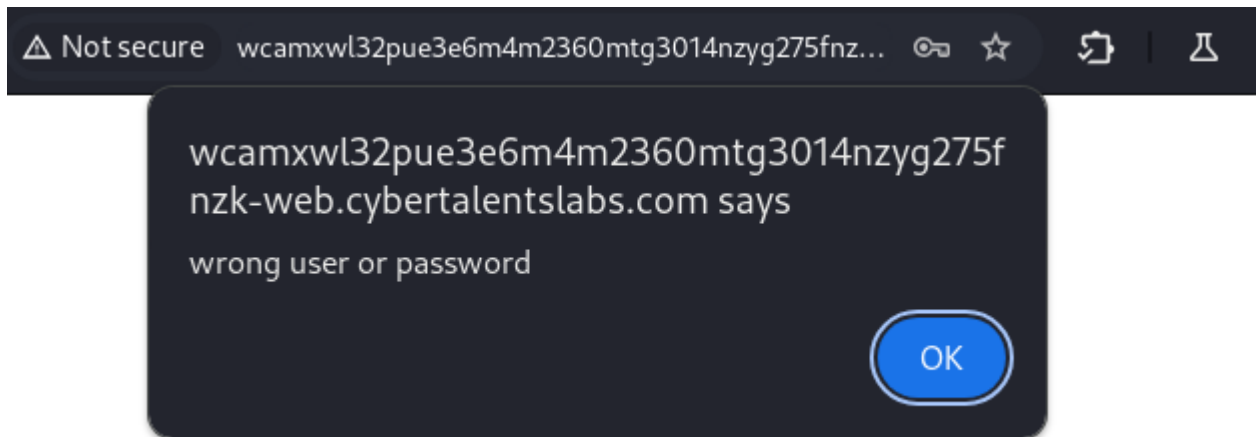 Not secure wcamxwl32pue3e6m4m2360mtg3014nzyg275fnz...
wcamxwl32pue3e6m4m2360mtg3014nzyg275f
nzk-web.cybertalentslabs.com says
wrong user or password
OK